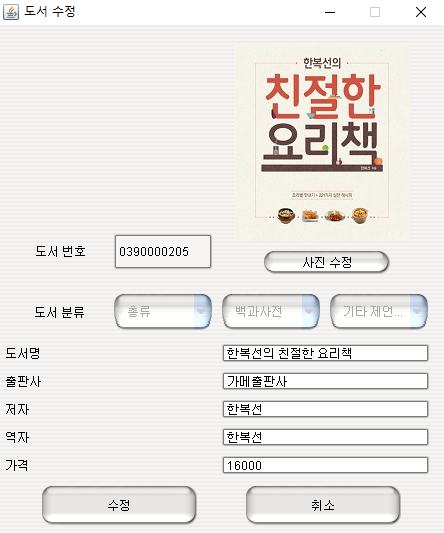 도서 수정
한복선의
친절한
요리책
도서 번호
0390000205
사진 수정
도서 분류
총류
백과사전
기타 제언...
도서명
한복선의 친절한 요리책
출판사
가메출판사
저자
한복선
역자
한복선
가격
16000
수정
취소